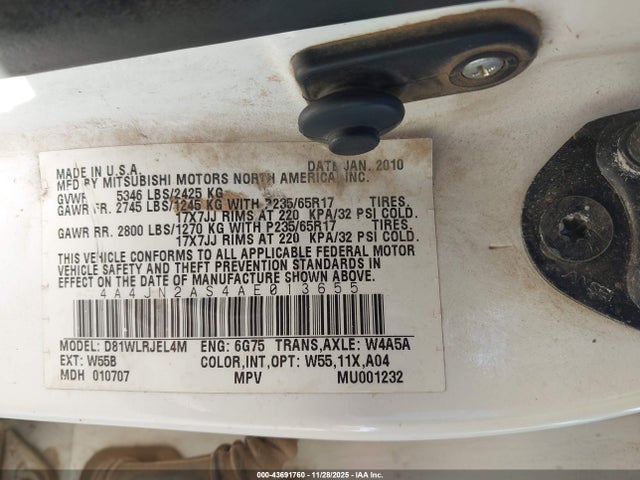 MADE IN U.S.A. DATE JAN. 2010
MFD BY MITSUBISHI MOTORS NORTH AMERICA, INC.
GVWR 5346 LBS/2425 KG
GAWR FR. 2745 LBS/1245 KG WITH P235/65R17 TIRES,
17X7JJ RIMS AT 220 KPA/32 PSI COLD.
GAWR RR. 2800 LBS/1270 KG WITH P235/65R17 TIRES,
17X7JJ RIMS AT 220 KPA/32 PSI COLD.
THIS VEHICLE CONFORMS TO ALL APPLICABLE FEDERAL MOTOR
VEHICLE SAFETY AND THEFT PREVENTION STANDARDS IN
EFFECT ON THE DATE OF MANUFACTURE SHOWN ABOVE.
4A4JN2AS4AE013655
MODEL: D81WLRJEL4M ENG: 6G75 TRANS,AXLE: W4A5A
EXT: W55B COLOR,INT,OPT: W55,11X,A04
MDH 010707 MPV MU001232
000-43691760 - 11/28/2025 - IAA Inc.